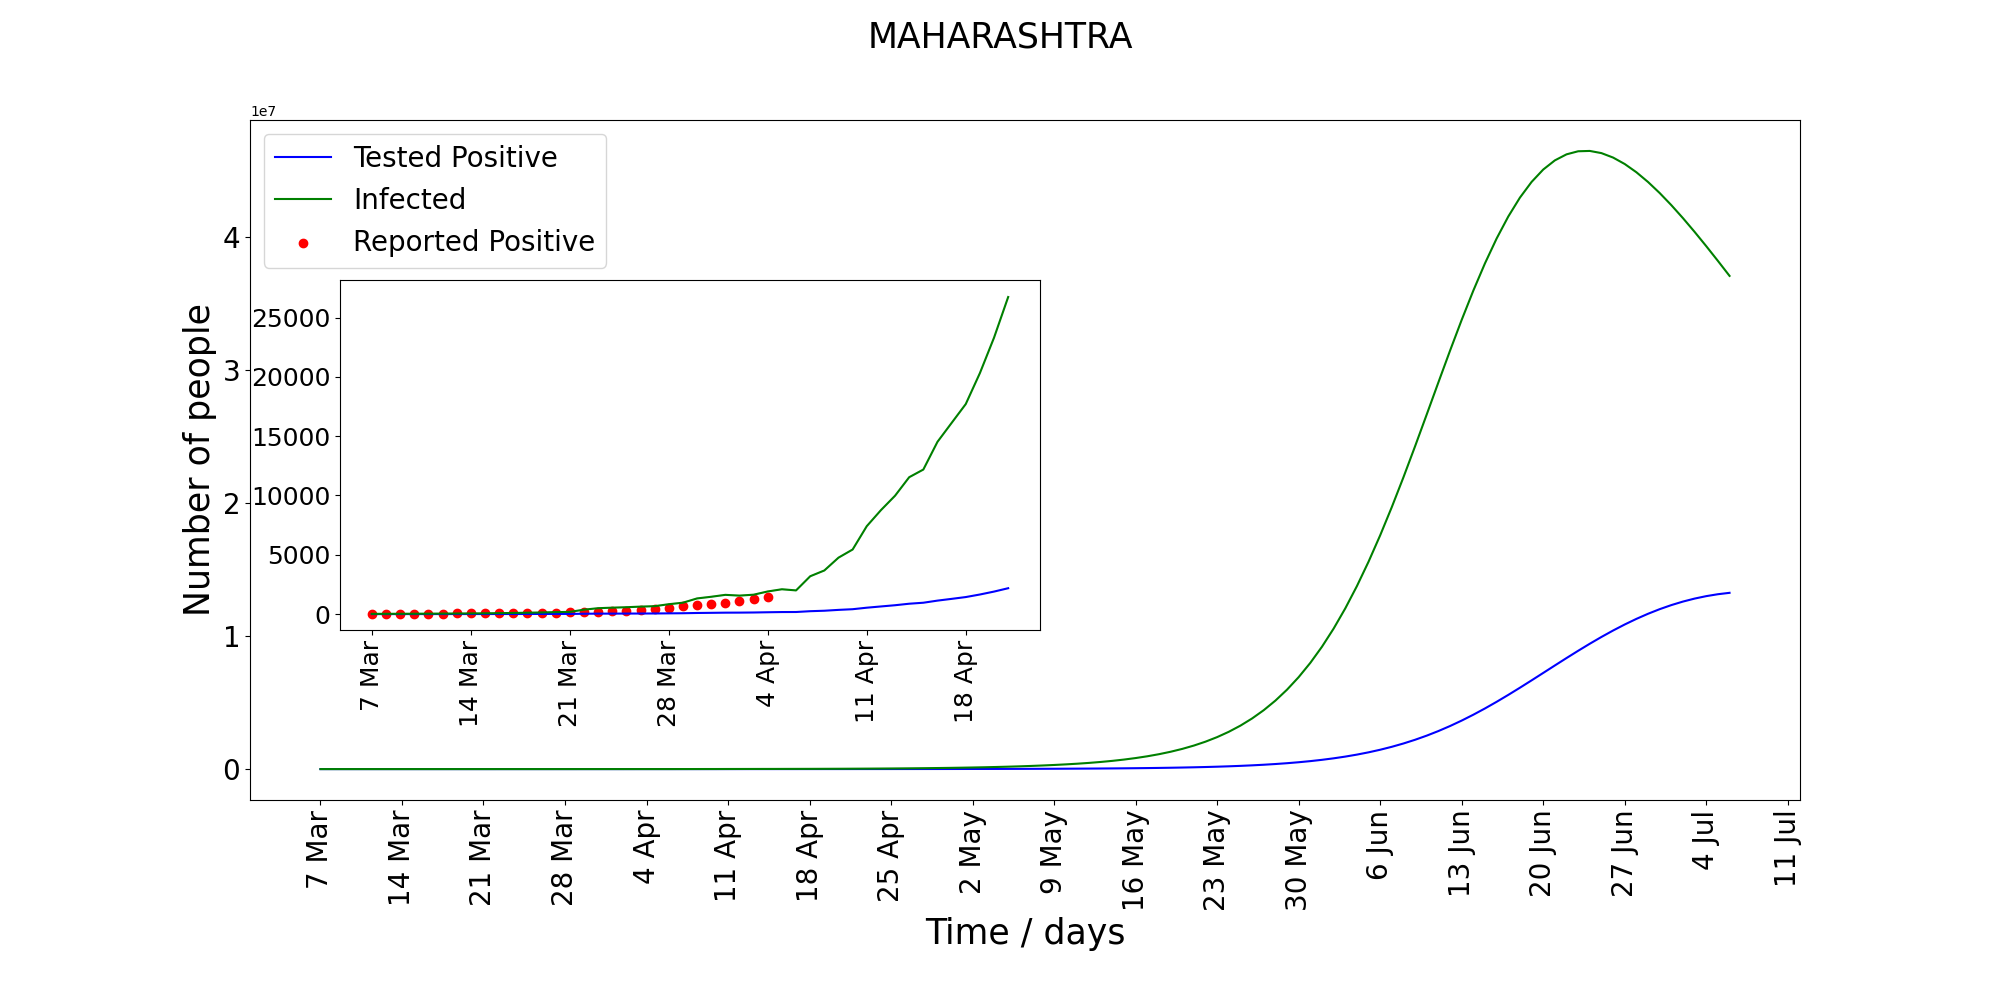 MAHARASHTRA
1e7
Tested Positive
Infected
Reported Positive
Number of people
4
3
2
1
0
25000
20000
15000
10000
5000
0
7 Mar
14 Mar
21 Mar
28 Mar
4 Apr
11 Apr
18 Apr
7 Mar
14 Mar
21 Mar
28 Mar
4 Apr
11 Apr
18 Apr
25 Apr
2 May
9 May
16 May
23 May
30 May
6 Jun
13 Jun
20 Jun
27 Jun
4 Jul
11 Jul
Time / days